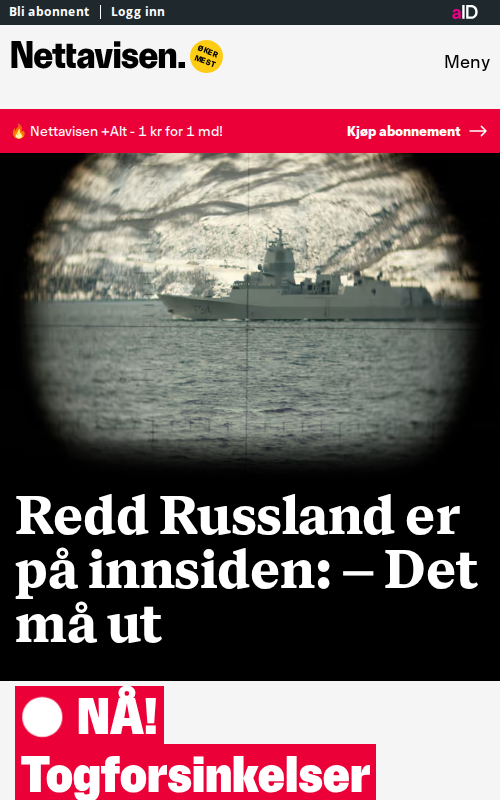 Bli abonnent | Logg inn
aID
Nettavisen.
ØKER
MEST
Meny
🔥 Nettavisen +Alt - 1 kr for 1 md!
Kjøp abonnement →
Redd Russland er
på innsiden: – Det
må ut
NÅ!
Togforsinkelser